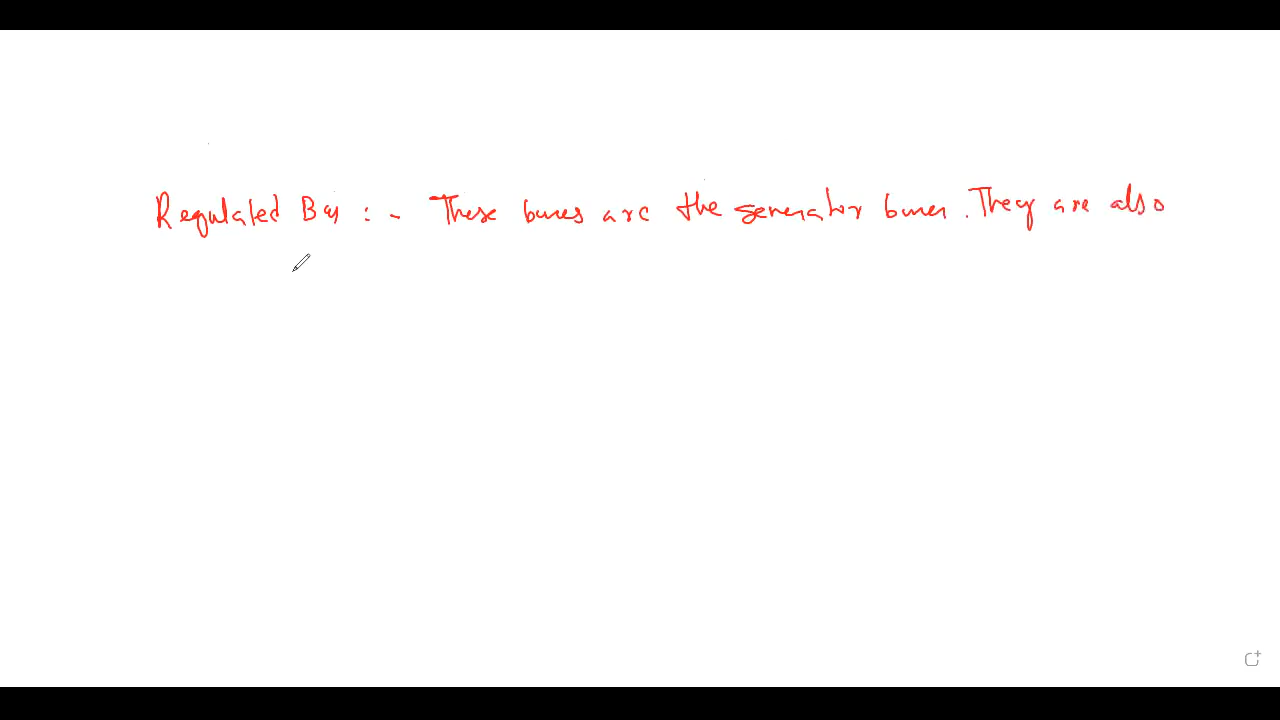 Regulated Bus :- These buses are the generator buses. They are also